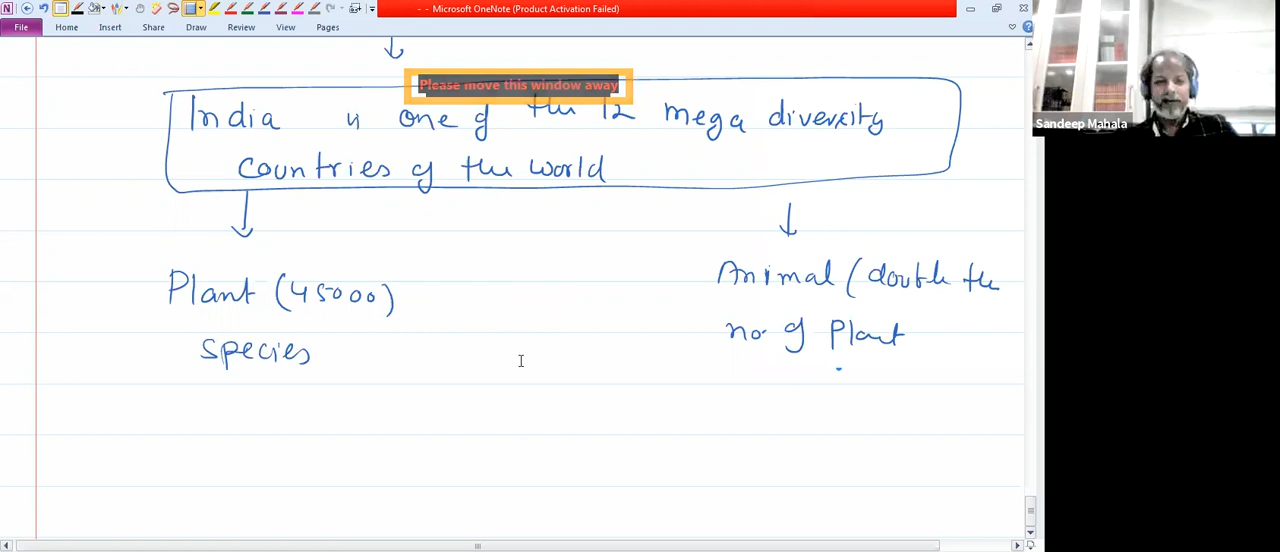 - - Microsoft OneNote (Product Activation Failed)
File Home Insert Share Draw Review View Pages
Please move this window away
Sandeep Mahala
India is one of the 12 mega diversity
countries of the world
Plant (45000)
species
Animal (double the
no. of Plant